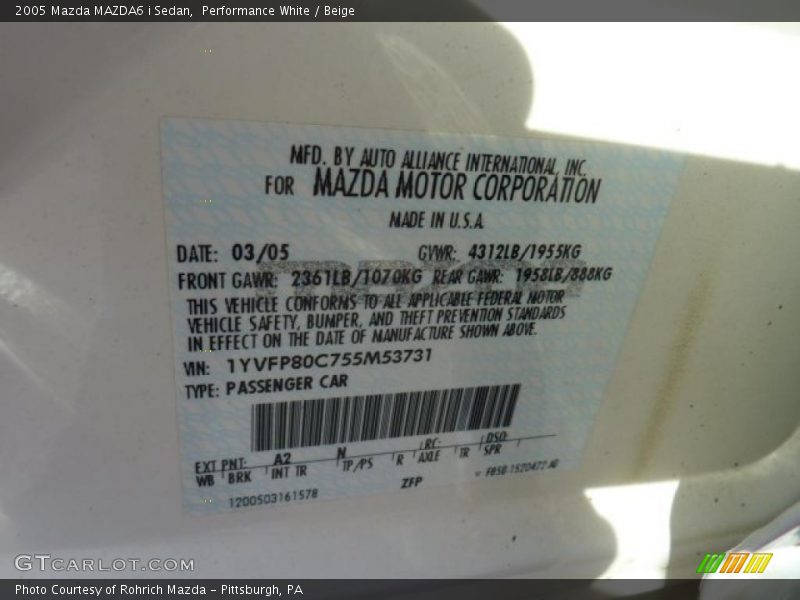 2005 Mazda MAZDA6 i Sedan, Performance White / Beige
MFD. BY AUTO ALLIANCE INTERNATIONAL, INC.
FOR MAZDA MOTOR CORPORATION
MADE IN U.S.A.
DATE: 03/05 GVWR: 4312LB/1955KG
FRONT GAWR: 2361LB/1070KG REAR GAWR: 1958LB/888KG
THIS VEHICLE CONFORMS TO ALL APPLICABLE FEDERAL MOTOR
VEHICLE SAFETY, BUMPER, AND THEFT PREVENTION STANDARDS
IN EFFECT ON THE DATE OF MANUFACTURE SHOWN ABOVE.
VIN: 1YVFP80C755M53731
TYPE: PASSENGER CAR
EXT PNT: A2 N RC: DSO:
WB BRK INT TR TP/PS R AXLE TR SPR
1200503161578 ZFP
GTCARLOT.COM
Photo Courtesy of Rohrich Mazda - Pittsburgh, PA